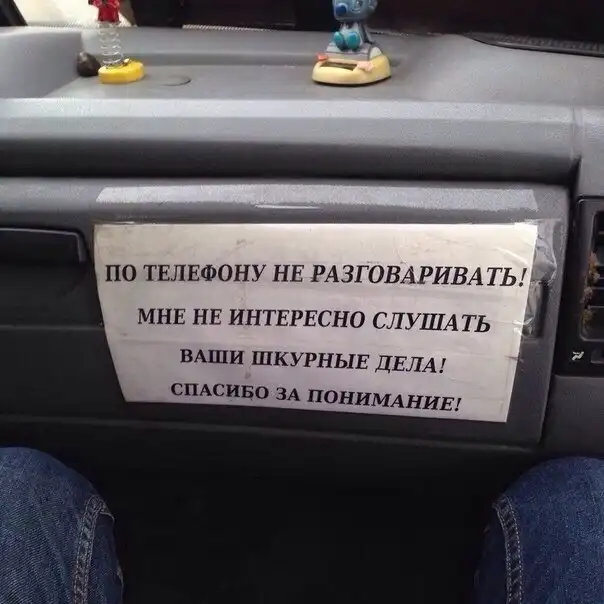 ПО ТЕЛЕФОНУ НЕ РАЗГОВАРИВАТЬ!
МНЕ НЕ ИНТЕРЕСНО СЛУШАТЬ
ВАШИ ШКУРНЫЕ ДЕЛА!
СПАСИБО ЗА ПОНИМАНИЕ!